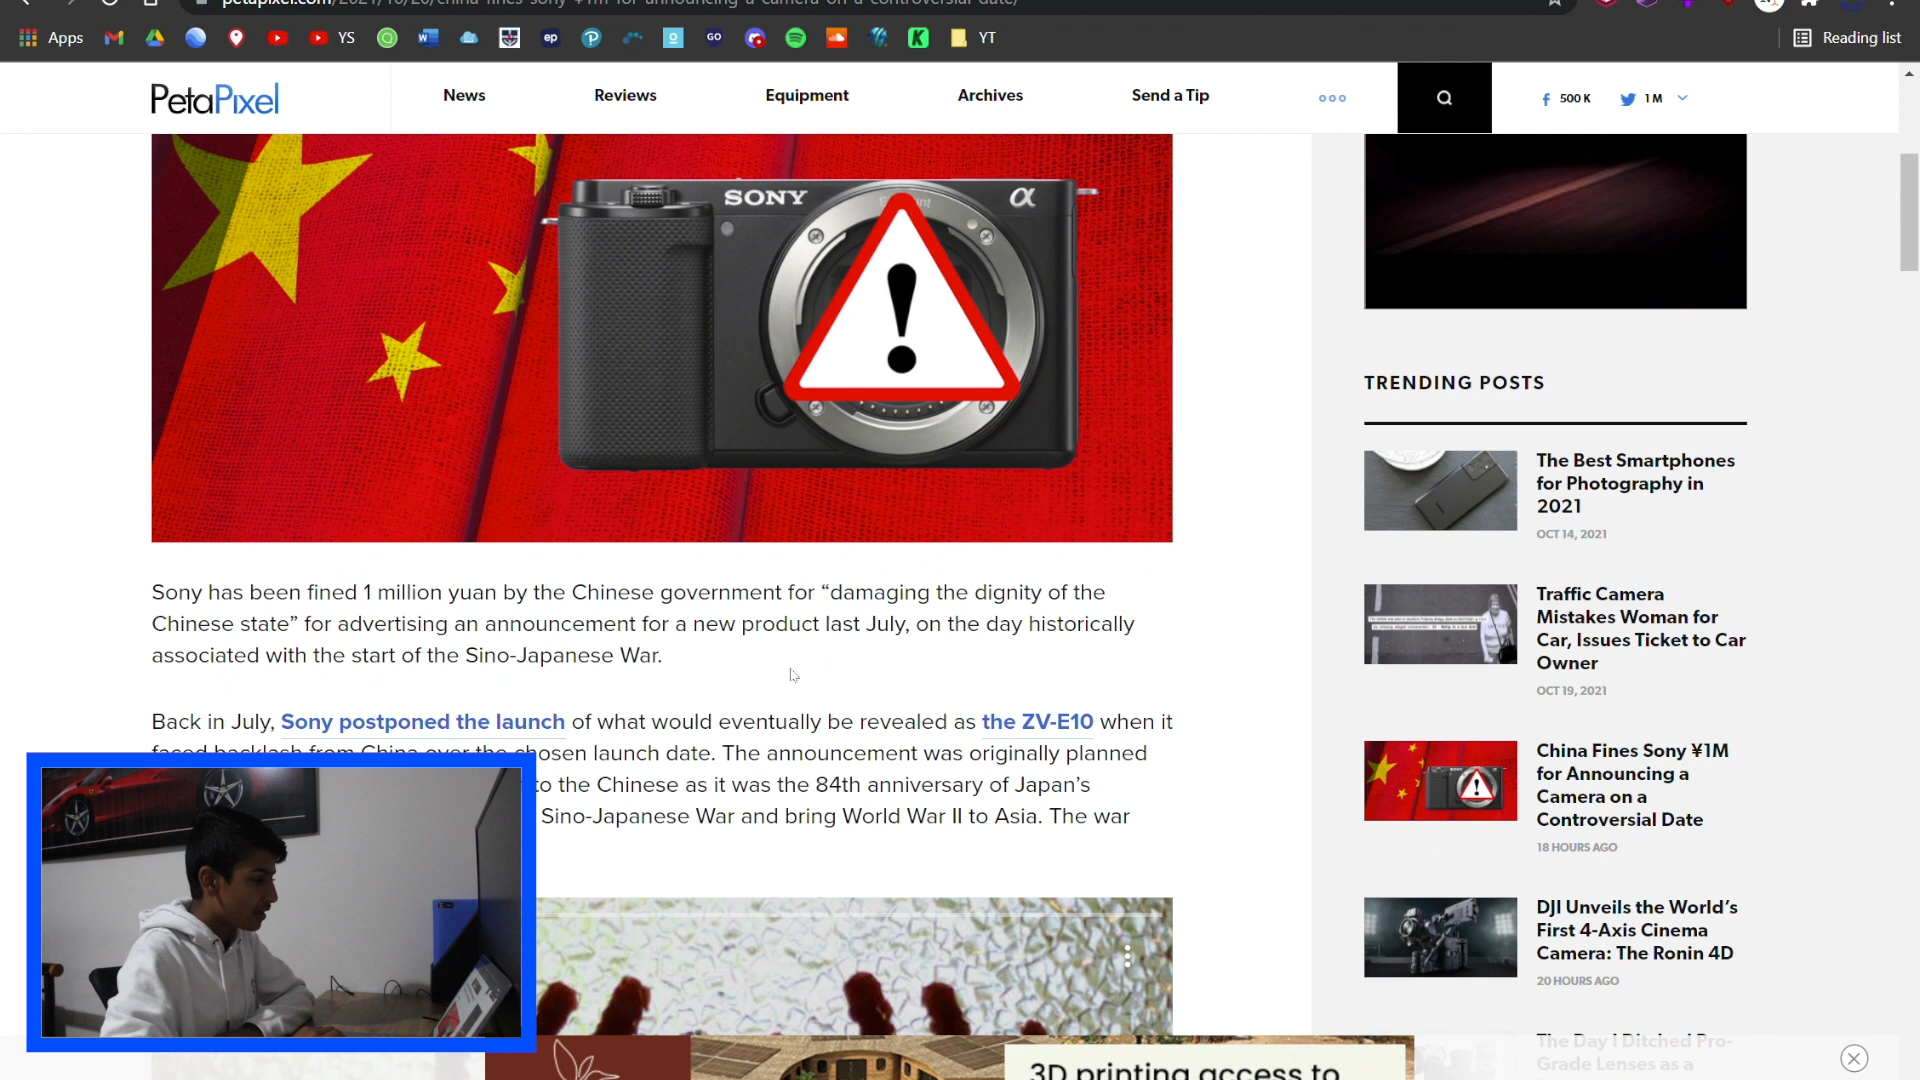 petapixel.com/2021/10/20/china-fines-sony-¥1m-for-announcing-a-camera-on-a-controversial-date/
Apps
YS
ep
GO
YT
Reading list
PetaPixel
News
Reviews
Equipment
Archives
Send a Tip
500 K
1 M
SONY
α
!
Sony has been fined 1 million yuan by the Chinese government for “damaging the dignity of the
Chinese state” for advertising an announcement for a new product last July, on the day historically
associated with the start of the Sino-Japanese War.
Back in July, Sony postponed the launch of what would eventually be revealed as the ZV-E10 when it
faced backlash from China over the chosen launch date. The announcement was originally planned
to the Chinese as it was the 84th anniversary of Japan’s
Sino-Japanese War and bring World War II to Asia. The war
3D printing access to
TRENDING POSTS
The Best Smartphones
for Photography in
2021
OCT 14, 2021
Traffic Camera
Mistakes Woman for
Car, Issues Ticket to Car
Owner
OCT 19, 2021
China Fines Sony ¥1M
for Announcing a
Camera on a
Controversial Date
18 HOURS AGO
DJI Unveils the World’s
First 4-Axis Cinema
Camera: The Ronin 4D
20 HOURS AGO
The Day I Ditched Pro-
Grade Lenses as a